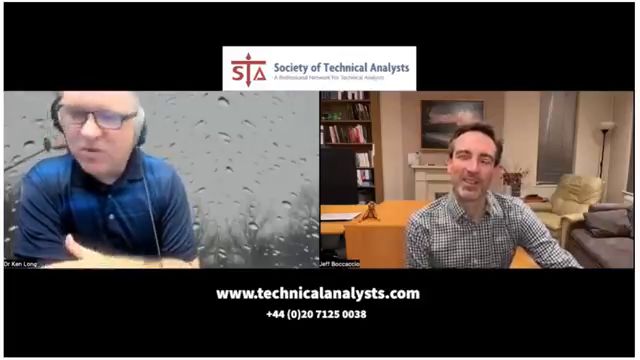 STA
Society of Technical Analysts
A Professional Network For Technical Analysts
Dr Ken Long
Jeff Boccaccio
www.technicalanalysts.com
+44 (0)20 7125 0038